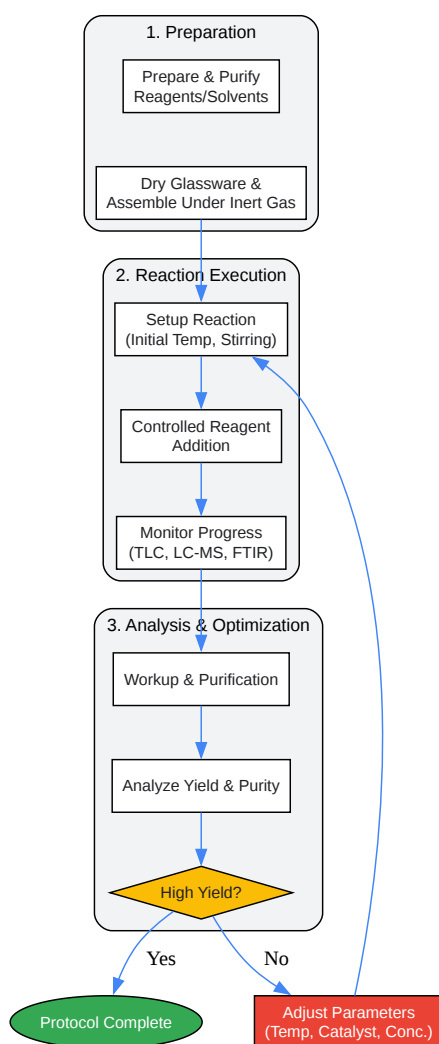 1. Preparation
Prepare & Purify
Reagents/Solvents
Dry Glassware &
Assemble Under Inert Gas
2. Reaction Execution
Setup Reaction
(Initial Temp, Stirring)
Controlled Reagent
Addition
Monitor Progress
(TLC, LC-MS, FTIR)
3. Analysis & Optimization
Workup & Purification
Analyze Yield & Purity
High Yield?
Yes
No
Protocol Complete
Adjust Parameters
(Temp, Catalyst, Conc.)